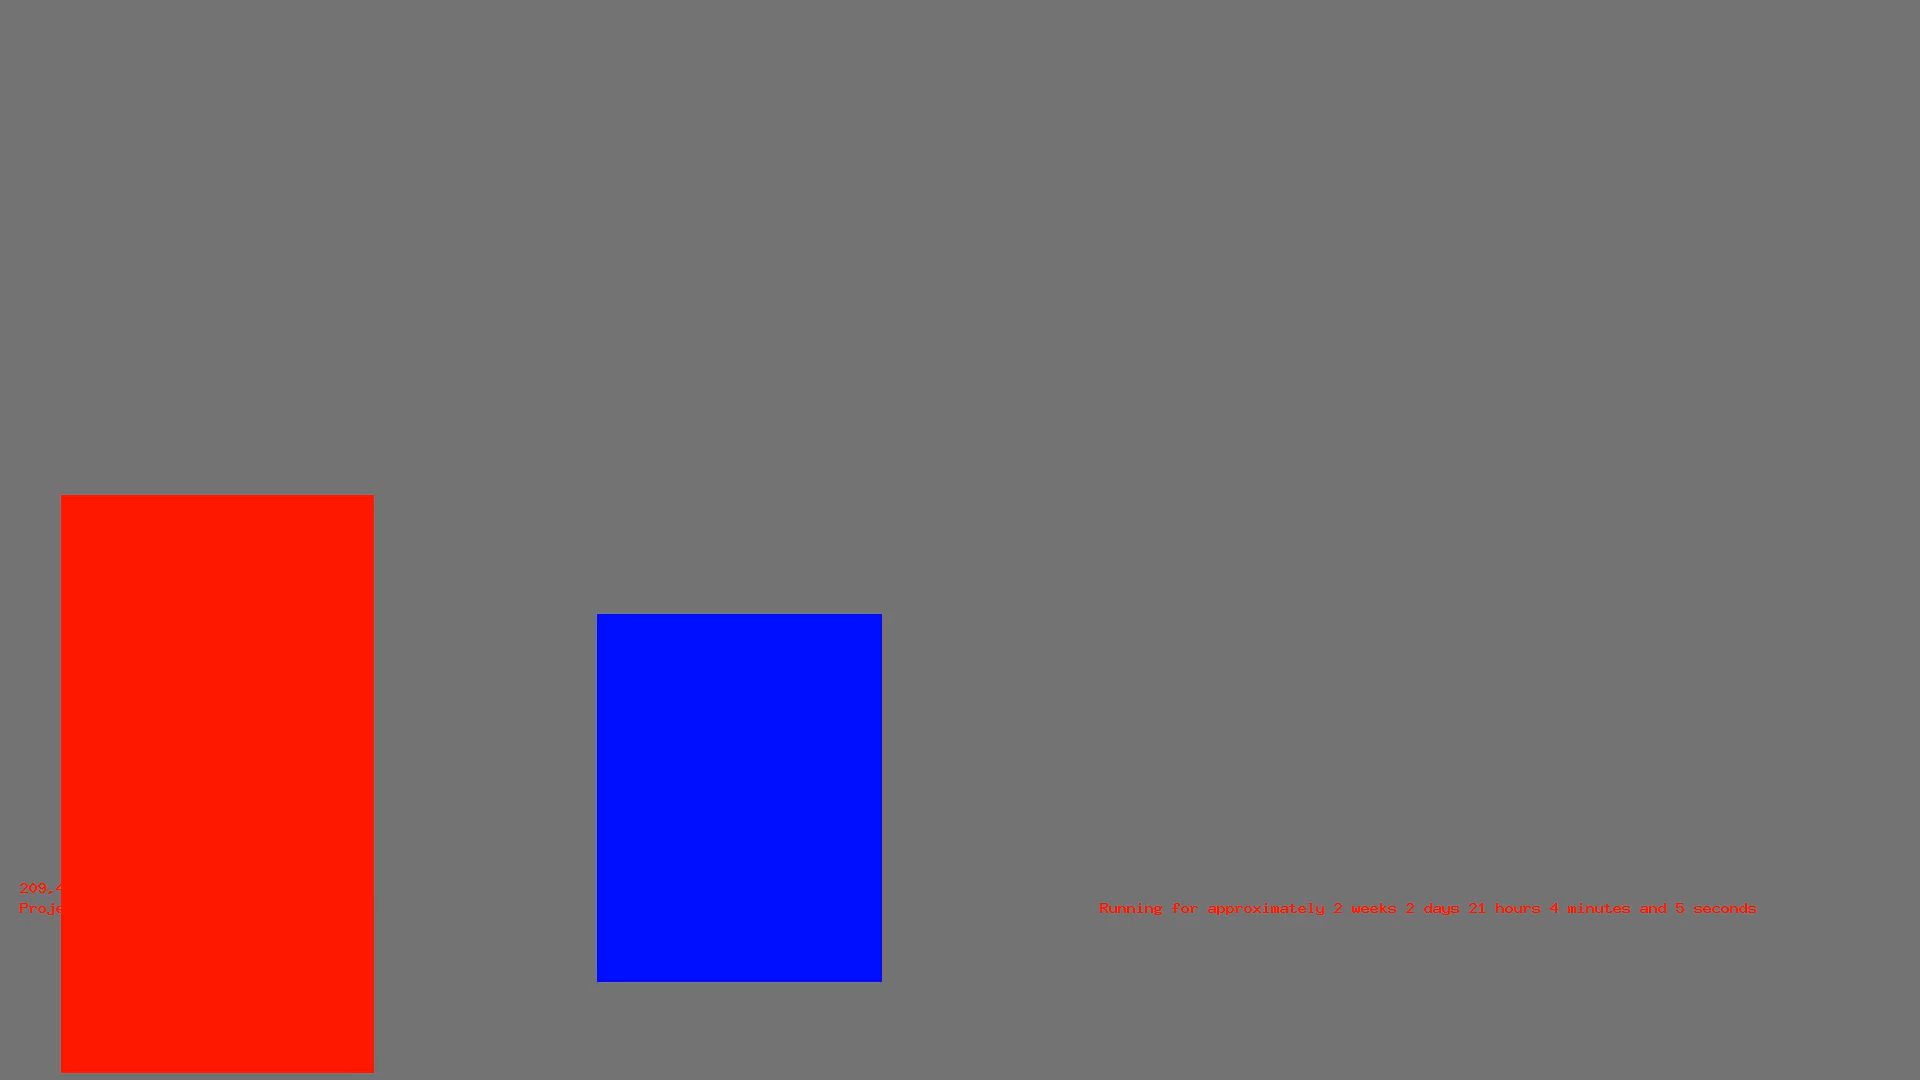 209,4
Proje
Running for approximately 2 weeks 2 days 21 hours 4 minutes and 5 seconds